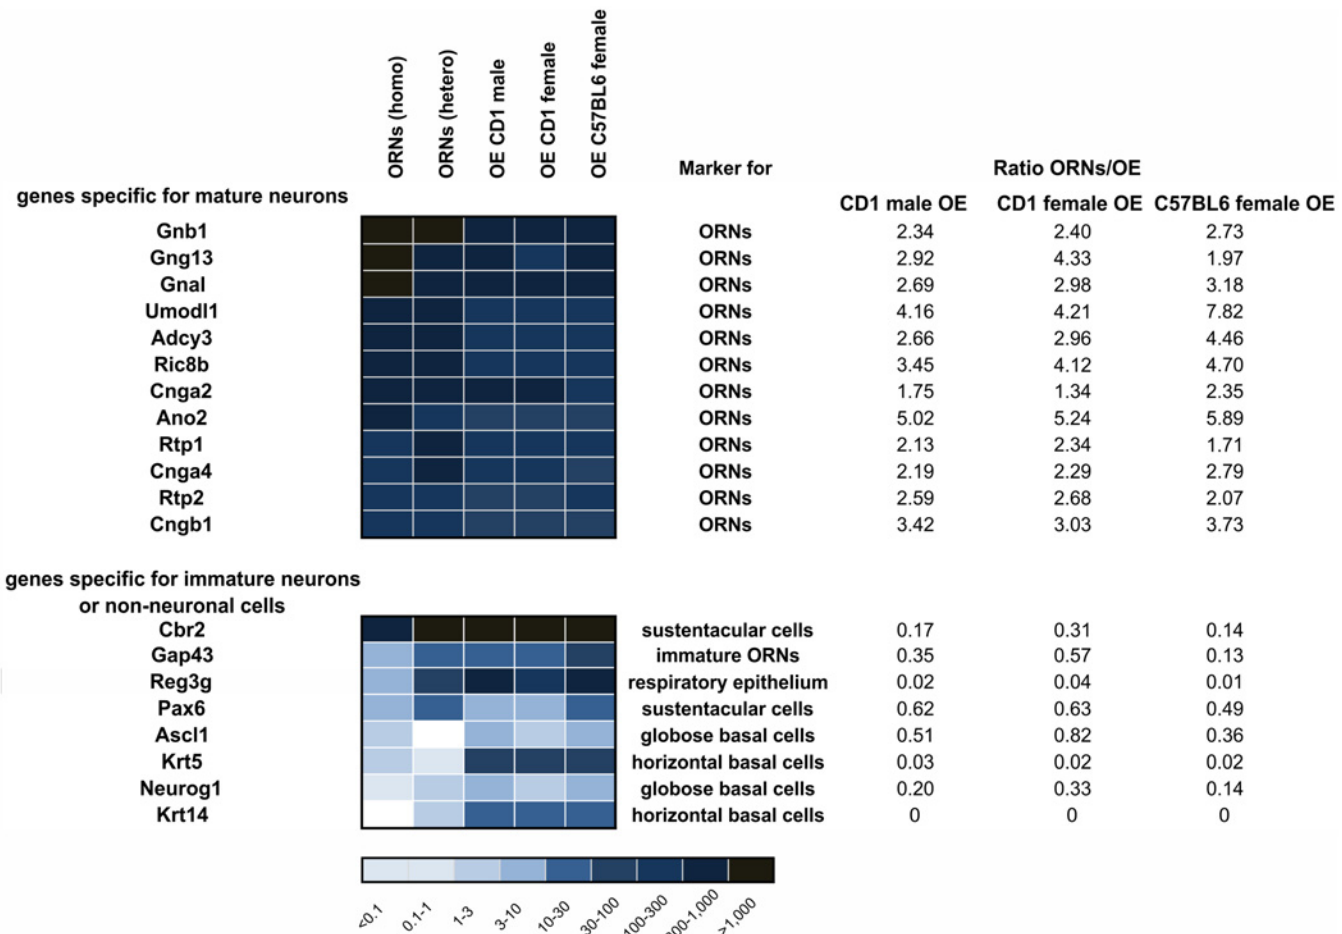 ORNs (homo)
ORNs (hetero)
OE CD1 male
OE CD1 female
OE C57BL6 female
Marker for
Ratio ORNs/OE
genes specific for mature neurons
CD1 male OE CD1 female OE C57BL6 female OE
Gnb1 ORNs 2.34 2.40 2.73
Gng13 ORNs 2.92 4.33 1.97
Gnal ORNs 2.69 2.98 3.18
Umodl1 ORNs 4.16 4.21 7.82
Adcy3 ORNs 2.66 2.96 4.46
Ric8b ORNs 3.45 4.12 4.70
Cnga2 ORNs 1.75 1.34 2.35
Ano2 ORNs 5.02 5.24 5.89
Rtp1 ORNs 2.13 2.34 1.71
Cnga4 ORNs 2.19 2.29 2.79
Rtp2 ORNs 2.59 2.68 2.07
Cngb1 ORNs 3.42 3.03 3.73
genes specific for immature neurons
or non-neuronal cells
Cbr2 sustentacular cells 0.17 0.31 0.14
Gap43 immature ORNs 0.35 0.57 0.13
Reg3g respiratory epithelium 0.02 0.04 0.01
Pax6 sustentacular cells 0.62 0.63 0.49
Ascl1 globose basal cells 0.51 0.82 0.36
Krt5 horizontal basal cells 0.03 0.02 0.02
Neurog1 globose basal cells 0.20 0.33 0.14
Krt14 horizontal basal cells 0 0 0
<0.1 0.1-1 1-3 3-10 10-30 30-100 100-300 >1,000